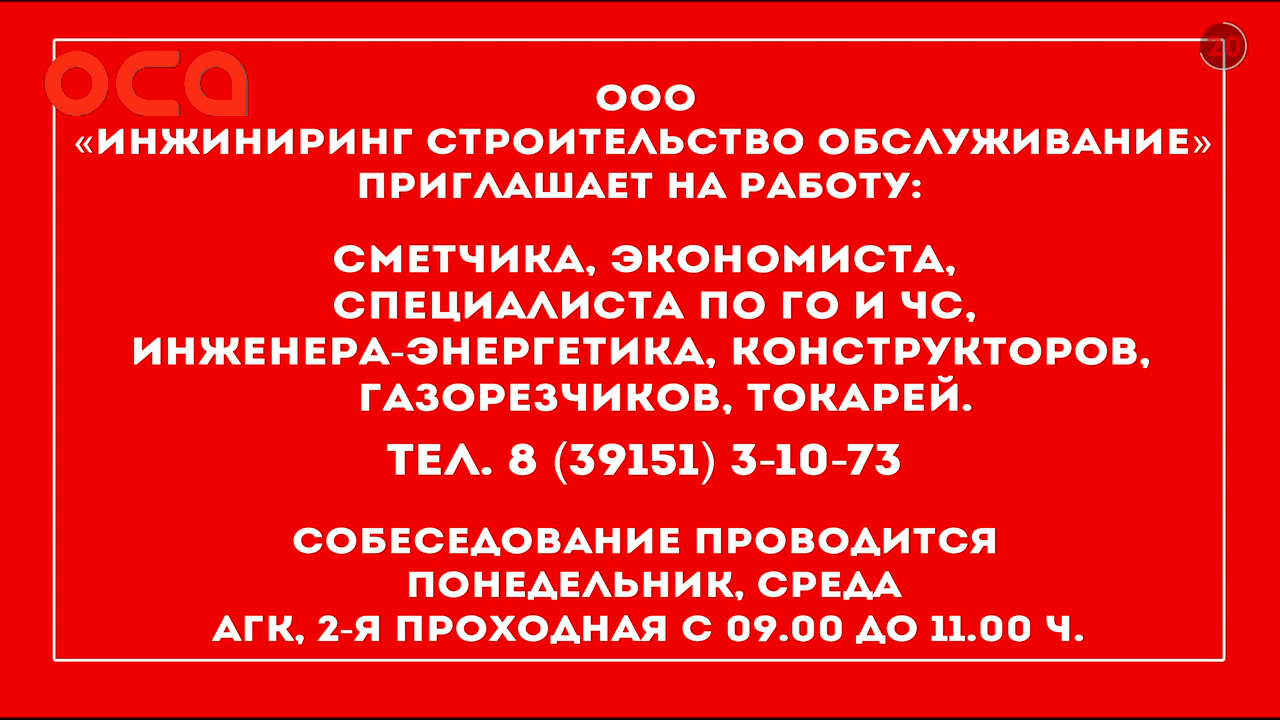 оса
20
ООО
«ИНЖИНИРИНГ СТРОИТЕЛЬСТВО ОБСЛУЖИВАНИЕ»
ПРИГЛАШАЕТ НА РАБОТУ:
СМЕТЧИКА, ЭКОНОМИСТА,
СПЕЦИАЛИСТА ПО ГО И ЧС,
ИНЖЕНЕРА-ЭНЕРГЕТИКА, КОНСТРУКТОРОВ,
ГАЗОРЕЗЧИКОВ, ТОКАРЕЙ.
ТЕЛ. 8 (39151) 3-10-73
СОБЕСЕДОВАНИЕ ПРОВОДИТСЯ
ПОНЕДЕЛЬНИК, СРЕДА
АГК, 2-Я ПРОХОДНАЯ С 09.00 ДО 11.00 Ч.